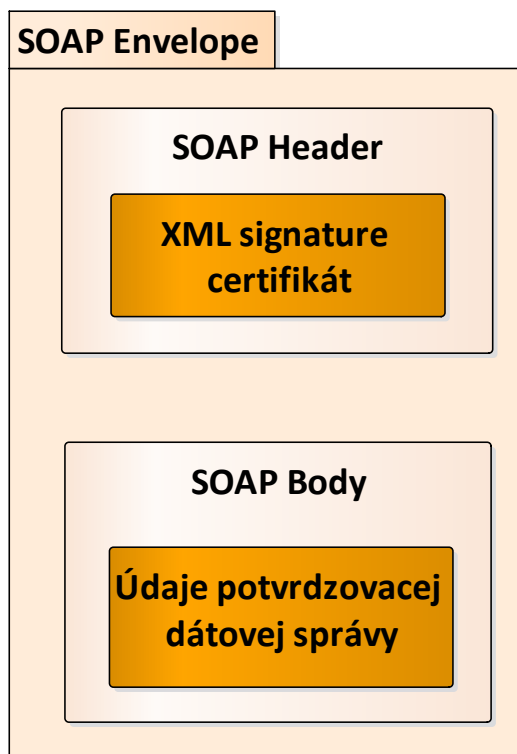 SOAP Envelope
SOAP Header
XML signature
certifikát
SOAP Body
Údaje potvrdzovacej
dátovej správy